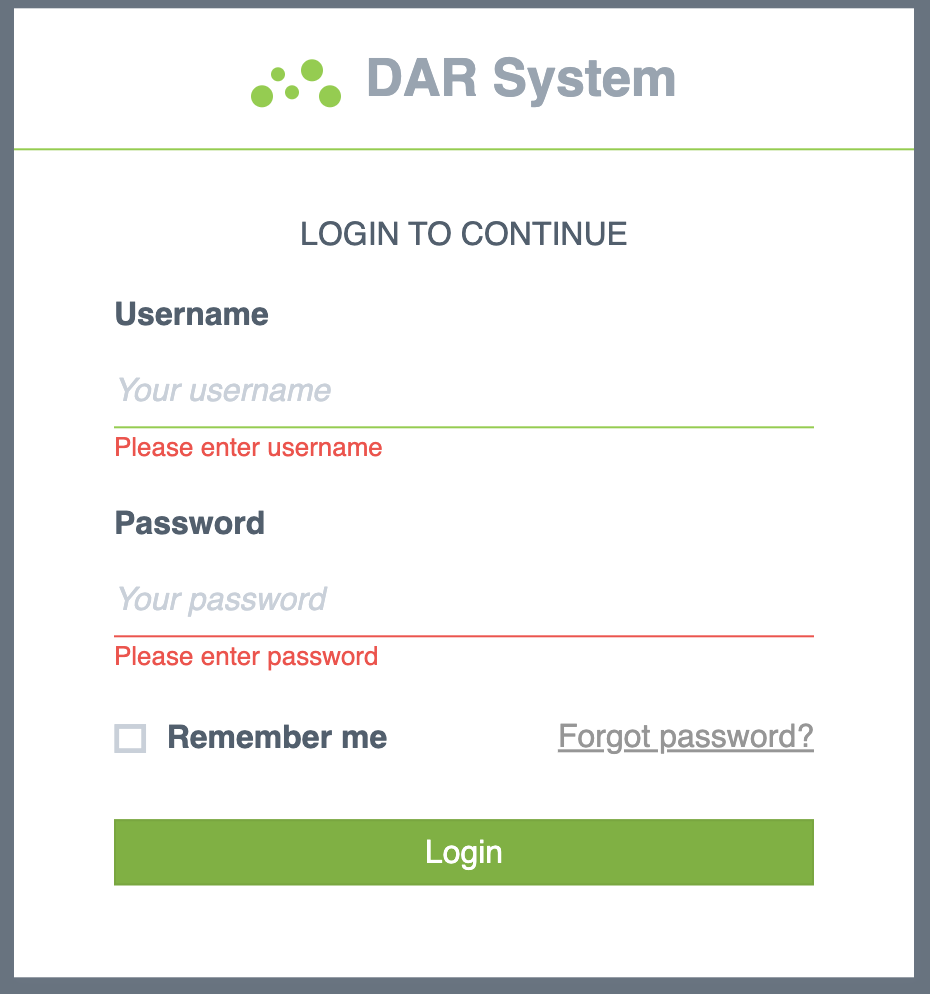 DAR System
LOGIN TO CONTINUE
Username
Your username
Please enter username
Password
Your password
Please enter password
Remember me Forgot password?
Login